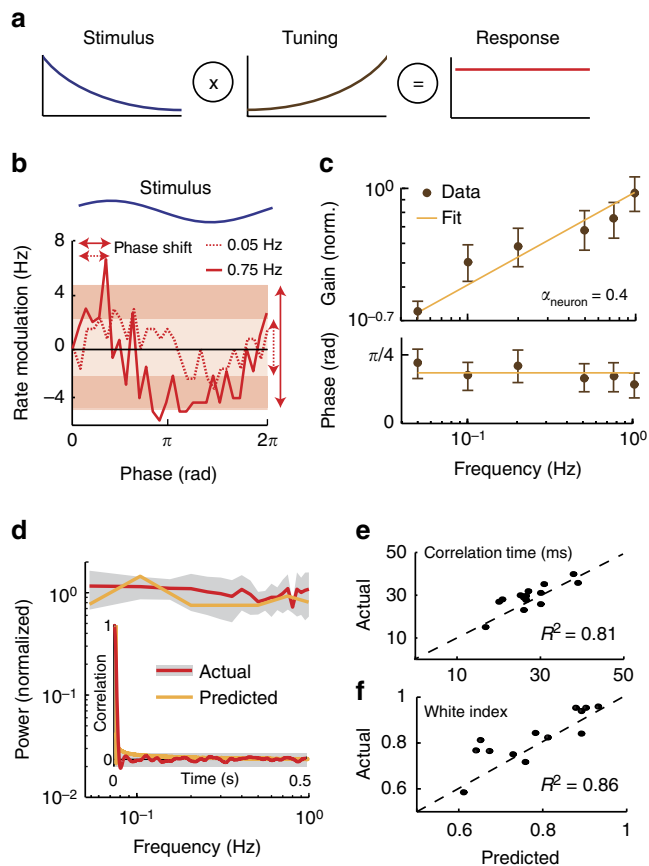 a
Stimulus
Tuning
Response
x
=
b
Stimulus
Rate modulation (Hz)
8
4
0
−4
Phase shift
0.05 Hz
0.75 Hz
0
π
2π
Phase (rad)
c
Gain (norm.)
10^0
10^−0.7
Data
Fit
α_neuron = 0.4
Phase (rad)
π/4
0
10^−1
10^0
Frequency (Hz)
d
Power (normalized)
10^0
10^−1
10^−2
Correlation
1
0
Actual
Predicted
0
Time (s)
0.5
10^−1
10^0
Frequency (Hz)
e
Correlation time (ms)
Actual
50
30
10
R^2 = 0.81
10
30
50
f
White index
Actual
1
0.8
0.6
R^2 = 0.86
0.6
0.8
1
Predicted